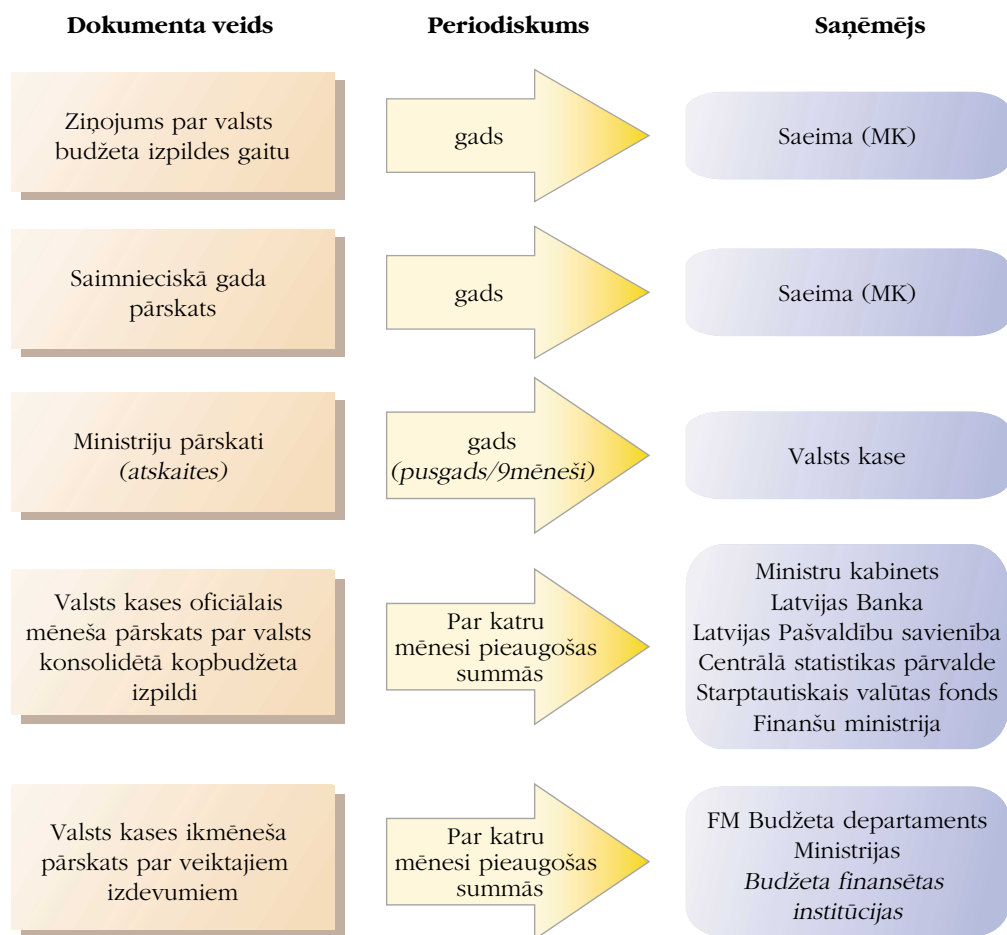 Dokumenta veids
Periodiskums
Saņēmējs
Ziņojums par valsts
budžeta izpildes gaitu
gads
Saeima (MK)
Saimnieciskā gada
pārskats
gads
Saeima (MK)
Ministriju pārskati
(atskaites)
gads
(pusgads/9mēneši)
Valsts kase
Valsts kases oficiālais
mēneša pārskats par valsts
konsolidētā kopbudžeta
izpildi
Par katru
mēnesi pieaugošas
summās
Ministru kabinets
Latvijas Banka
Latvijas Pašvaldību savienība
Centrālā statistikas pārvalde
Starptautiskais valūtas fonds
Finanšu ministrija
Valsts kases ikmēneša
pārskats par veiktajiem
izdevumiem
Par katru
mēnesi pieaugošas
summās
FM Budžeta departaments
Ministrijas
Budžeta finansētas
institūcijas